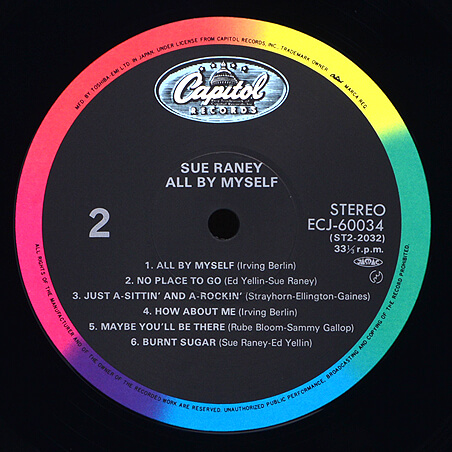 MFD BY TOSHIBA-EMI LTD. IN JAPAN, UNDER LICENSE FROM CAPITOL RECORDS, INC. TRADEMARK OWNER Capitol MARCA REG.
Capitol
RECORDS
SUE RANEY
ALL BY MYSELF
2
STEREO
ECJ-60034
(ST2-2032)
33⅓ r.p.m.
JASRAC
1. ALL BY MYSELF (Irving Berlin)
2. NO PLACE TO GO (Ed Yellin-Sue Raney)
3. JUST A-SITTIN' AND A-ROCKIN' (Strayhorn-Ellington-Gaines)
4. HOW ABOUT ME (Irving Berlin)
5. MAYBE YOU'LL BE THERE (Rube Bloom-Sammy Gallop)
6. BURNT SUGAR (Sue Raney-Ed Yellin)
ALL RIGHTS OF THE MANUFACTURER AND OF THE OWNER OF THE RECORDED WORK ARE RESERVED. UNAUTHORIZED PUBLIC PERFORMANCE, BROADCASTING AND COPYING OF THE RECORD PROHIBITED.